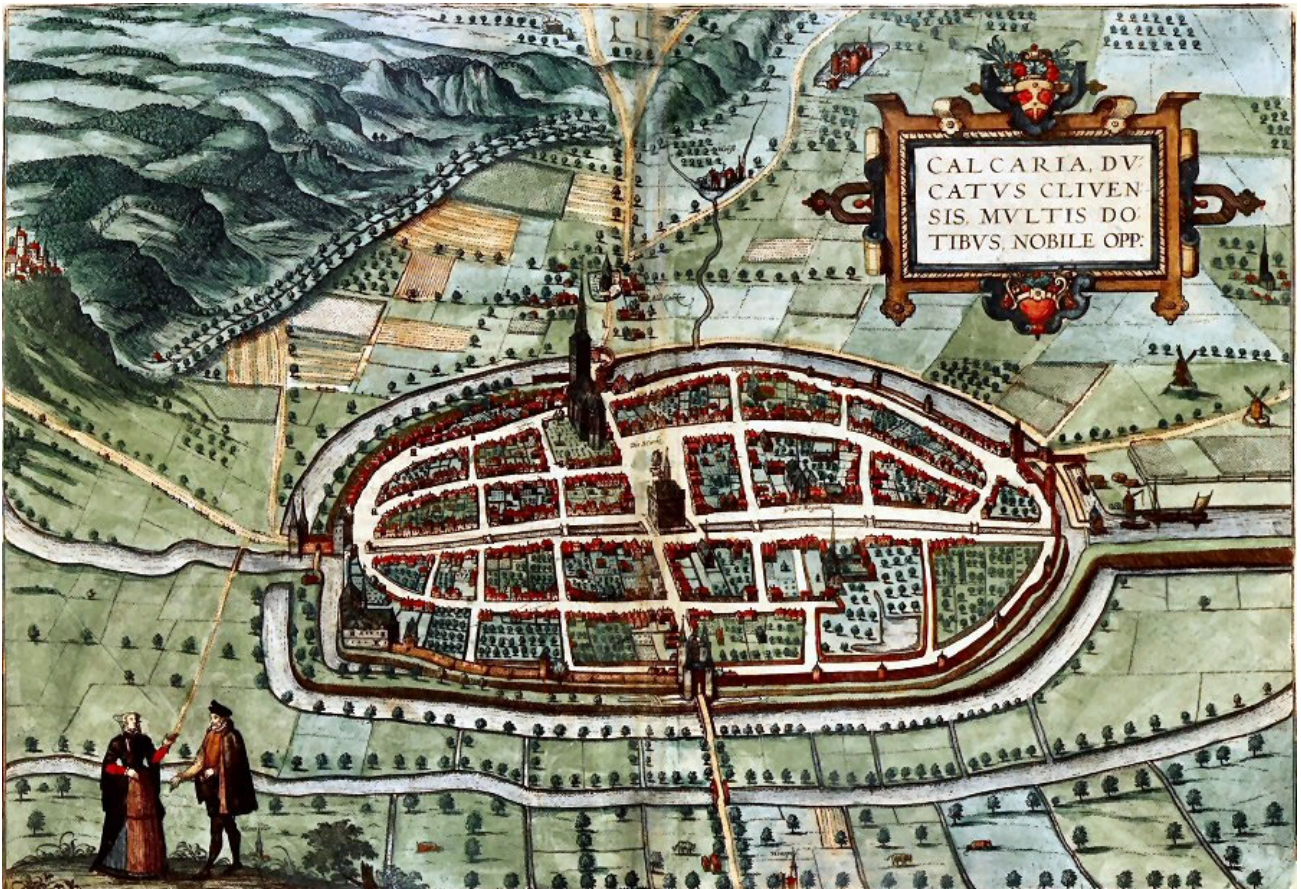 CALCARIA, DV:
CATVS CLIVEN
SIS, MVLTIS DO:
TIBVS, NOBILE OPP: